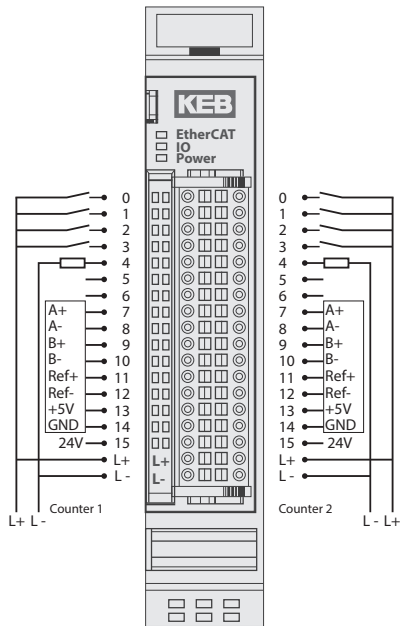 KEB
EtherCAT
IO
Power
0 0
1 1
2 2
3 3
4 4
5 5
6 6
A+ 7 7 A+
A- 8 8 A-
B+ 9 9 B+
B- 10 10 B-
Ref+ 11 11 Ref+
Ref- 12 12 Ref-
+5V 13 13 +5V
GND 14 14 GND
24V 15 15 24V
L+ L+ L+
L - L- L -
Counter 1 Counter 2
L+ L - L - L+